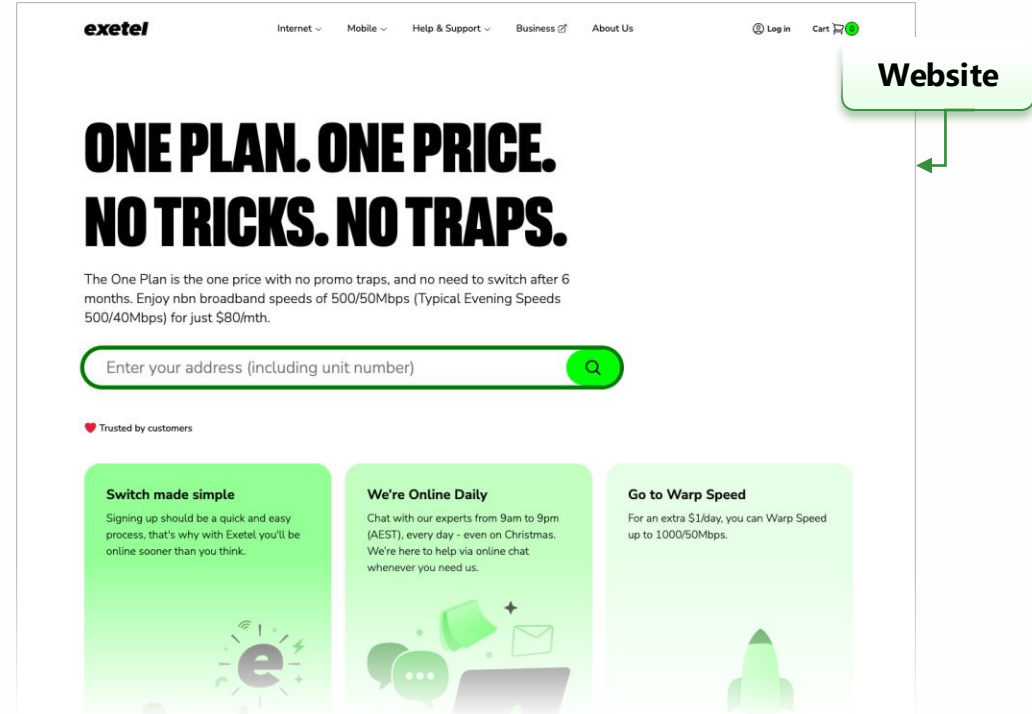 exetel
Internet
Mobile
Help & Support
Business
About Us
Log in
Cart
0
Website
ONE PLAN. ONE PRICE.
NO TRICKS. NO TRAPS.
The One Plan is the one price with no promo traps, and no need to switch after 6
months. Enjoy nbn broadband speeds of 500/50Mbps (Typical Evening Speeds
500/40Mbps) for just $80/mth.
Enter your address (including unit number)
Trusted by customers
Switch made simple
Signing up should be a quick and easy
process, that's why with Exetel you'll be
online sooner than you think.
We're Online Daily
Chat with our experts from 9am to 9pm
(AEST), every day - even on Christmas.
We're here to help via online chat
whenever you need us.
Go to Warp Speed
For an extra $1/day, you can Warp Speed
up to 1000/50Mbps.
e